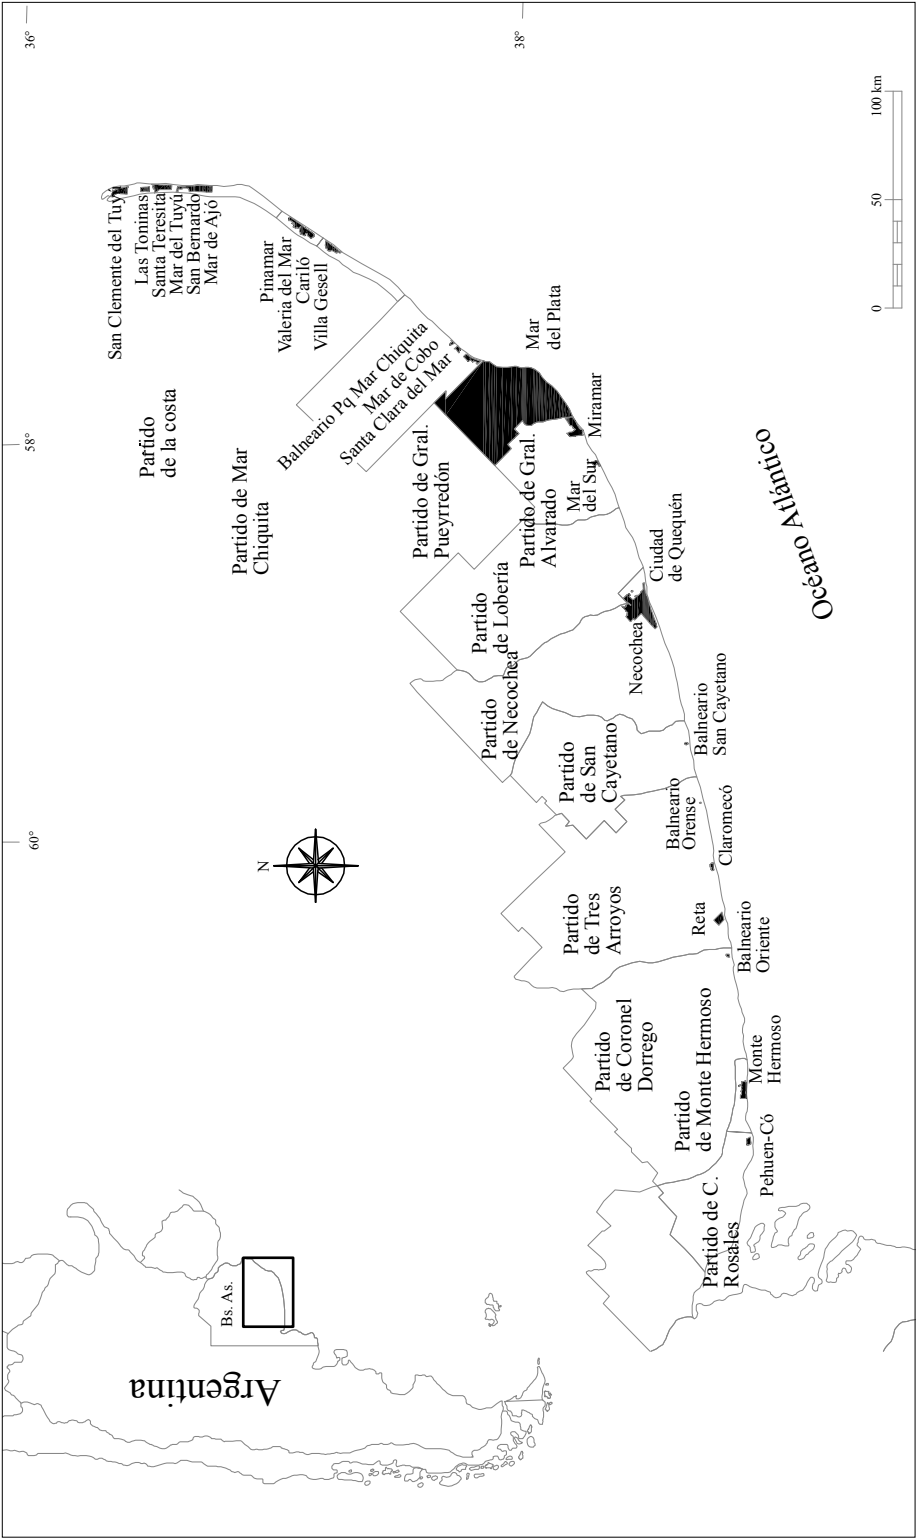 36°
38°
58°
60°
San Clemente del Tuy
Las Toninas
Santa Teresita
Mar del Tuyú
San Bernardo
Mar de Ajó
Pinamar
Valeria del Mar
Cariló
Villa Gesell
Balneario Pq Mar Chiquita
Mar de Cobo
Santa Clara del Mar
Mar
del Plata
Miramar
Mar
del Sur
Ciudad
de Quequén
Necochea
Balneario
San Cayetano
Balneario
Orense
Claromecó
Reta
Balneario
Oriente
Monte
Hermoso
Pehuen-Có
Partido
de la costa
Partido de Mar
Chiquita
Partido de Gral.
Pueyrredón
Partido de Gral.
Alvarado
Partido
de Lobería
Partido
de Necochea
Partido
de San
Cayetano
Partido
de Tres
Arroyos
Partido
de Coronel
Dorrego
Partido
de Monte Hermoso
Partido de C.
Rosales
Océano Atlántico
N
0 50 100 km
Bs. As.
Argentina